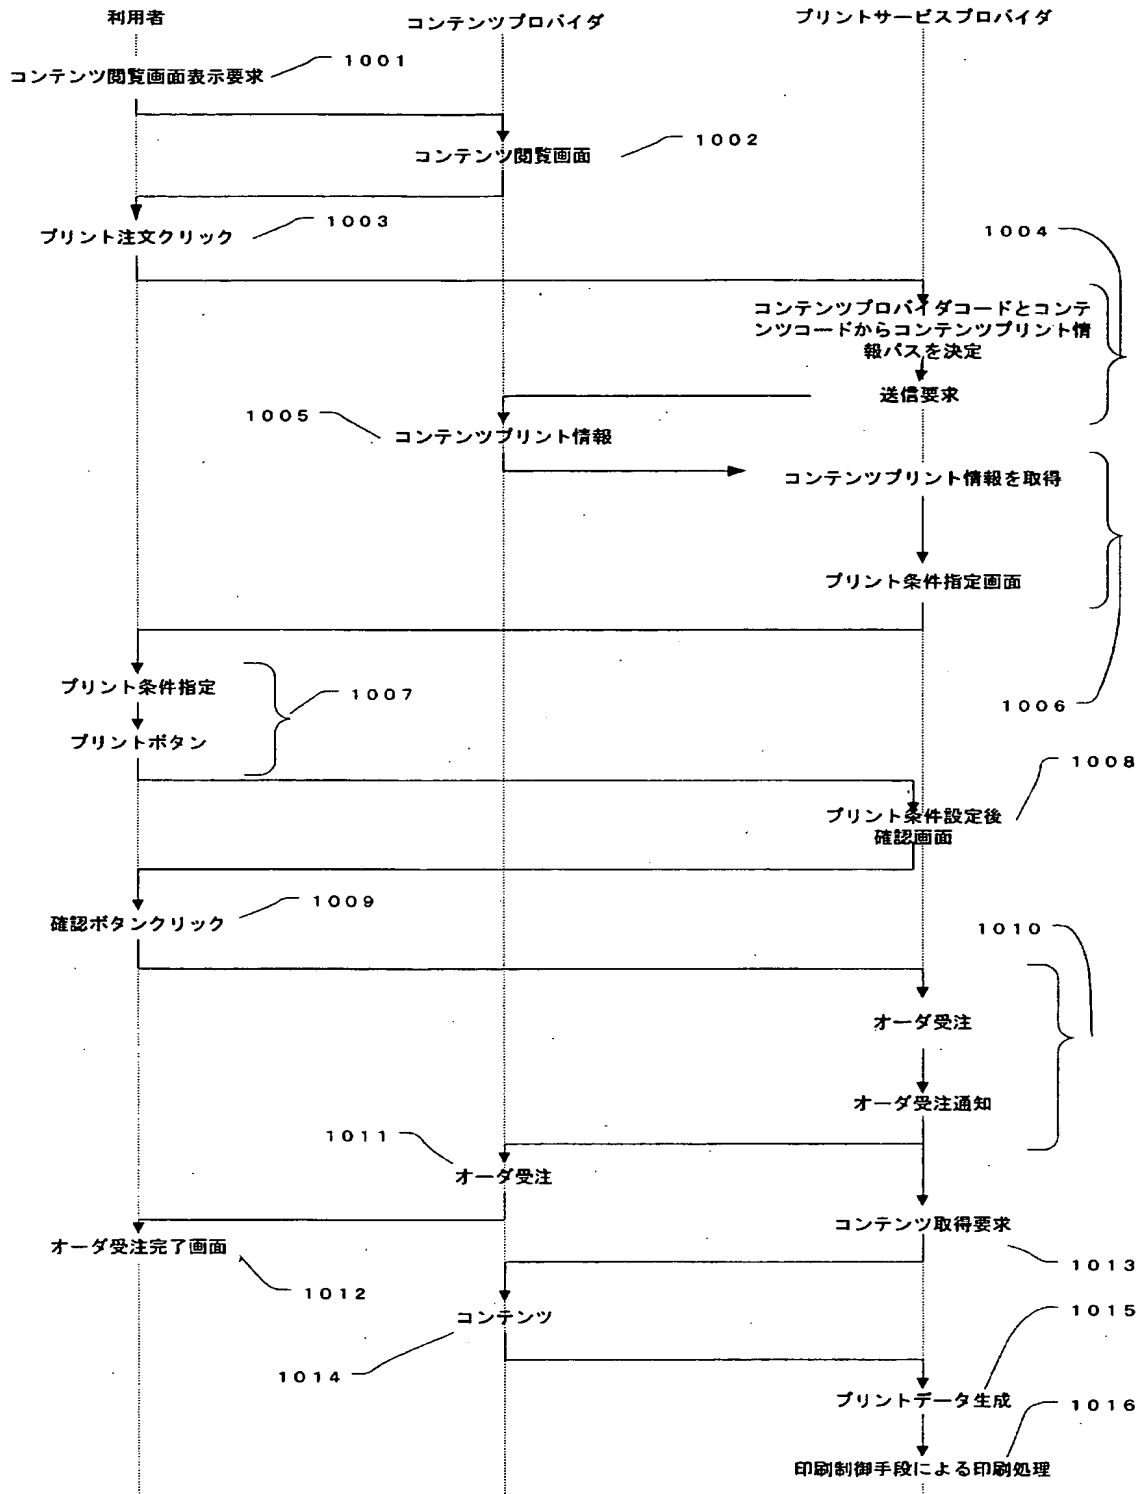 利用者
コンテンツプロバイダ
プリントサービスプロバイダ
コンテンツ閲覧画面表示要求
1001
コンテンツ閲覧画面
1002
プリント注文クリック
1003
1004
コンテンツプロバイダコードとコンテ
ンツコードからコンテンツプリント情
報パスを決定
送信要求
1005
コンテンツプリント情報
コンテンツプリント情報を取得
プリント条件指定画面
1006
プリント条件指定
1007
プリントボタン
1008
プリント条件設定後
確認画面
1009
確認ボタンクリック
1010
オーダ受注
オーダ受注通知
1011
オーダ受注
コンテンツ取得要求
オーダ受注完了画面
1013
1012
コンテンツ
1015
1014
プリントデータ生成
1016
印刷制御手段による印刷処理